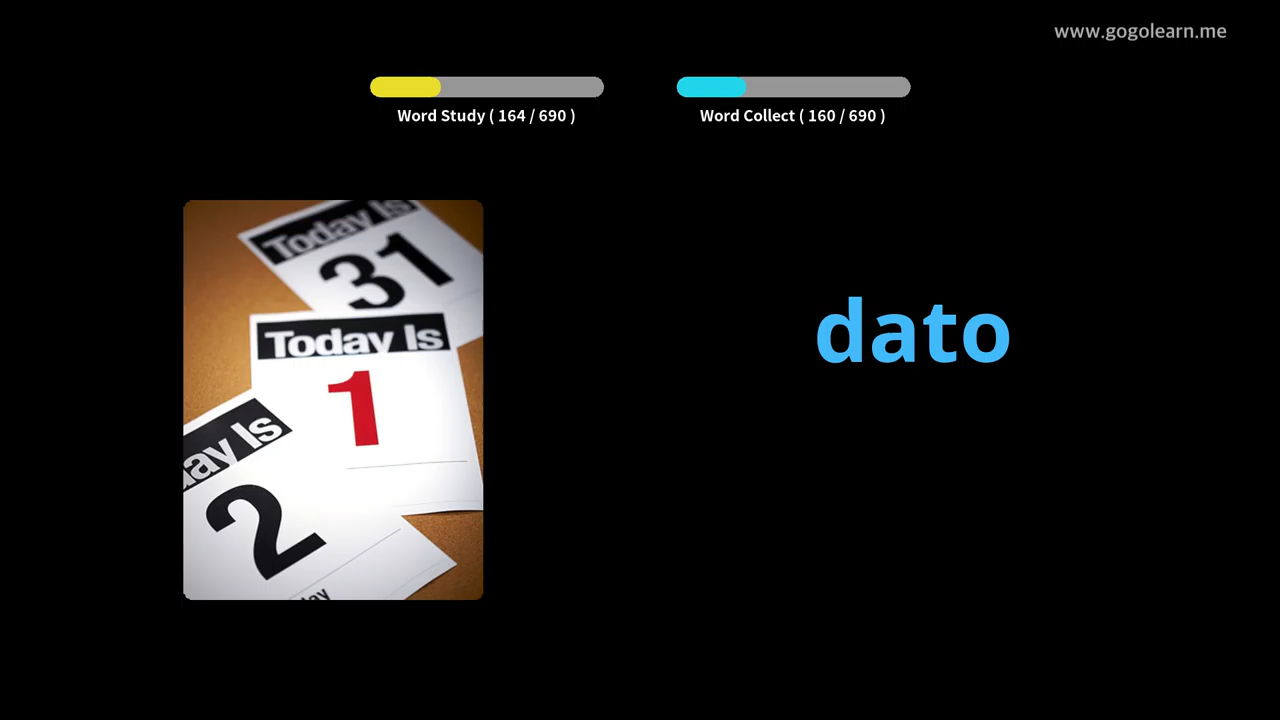 www.gogolearn.me
Word Study ( 164 / 690 )
Word Collect ( 160 / 690 )
Today Is
31
Today Is
1
day Is
2
dato